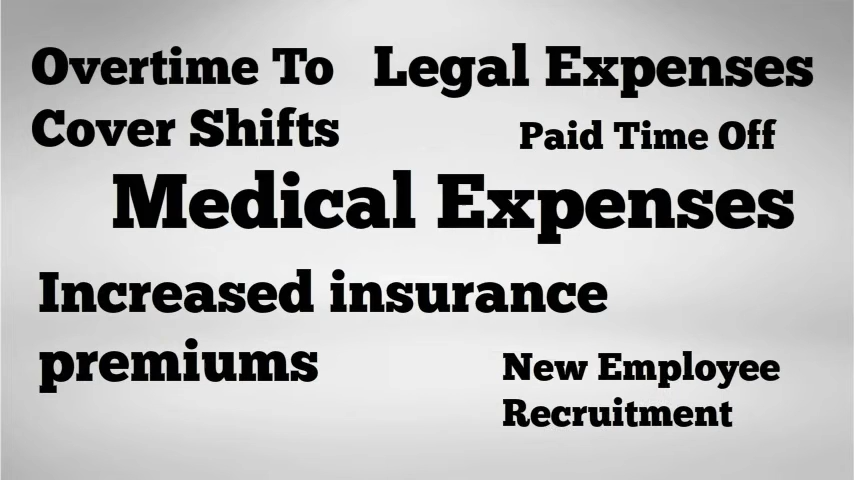 Overtime To
Cover Shifts
Legal Expenses
Paid Time Off
Medical Expenses
Increased insurance
premiums
New Employee
Recruitment